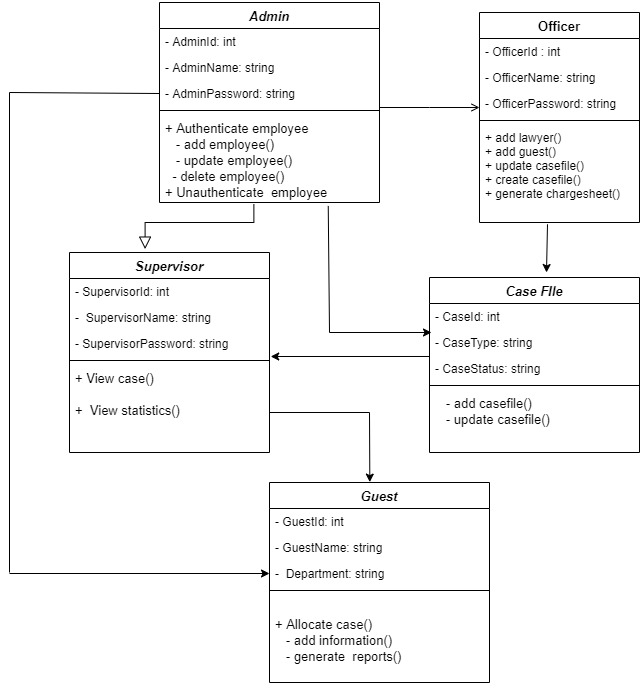 Admin
- AdminId: int
- AdminName: string
- AdminPassword: string
+ Authenticate employee
- add employee()
- update employee()
- delete employee()
+ Unauthenticate employee
Officer
- OfficerId : int
- OfficerName: string
- OfficerPassword: string
+ add lawyer()
+ add guest()
+ update casefile()
+ create casefile()
+ generate chargesheet()
Supervisor
- SupervisorId: int
- SupervisorName: string
- SupervisorPassword: string
+ View case()
+ View statistics()
Case FIle
- CaseId: int
- CaseType: string
- CaseStatus: string
- add casefile()
- update casefile()
Guest
- GuestId: int
- GuestName: string
- Department: string
+ Allocate case()
- add information()
- generate reports()